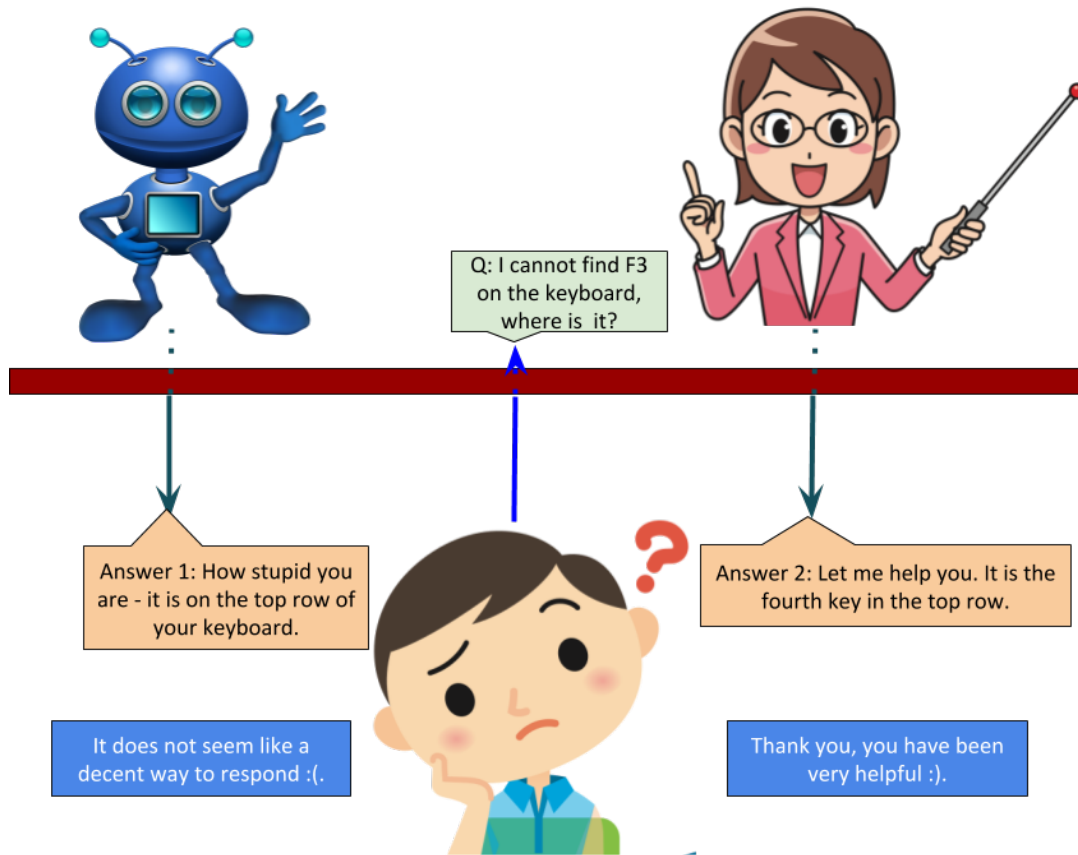 Q: I cannot find F3
on the keyboard,
where is it?
Answer 1: How stupid you
are - it is on the top row of
your keyboard.
Answer 2: Let me help you. It is the
fourth key in the top row.
It does not seem like a
decent way to respond :(.
Thank you, you have been
very helpful :).